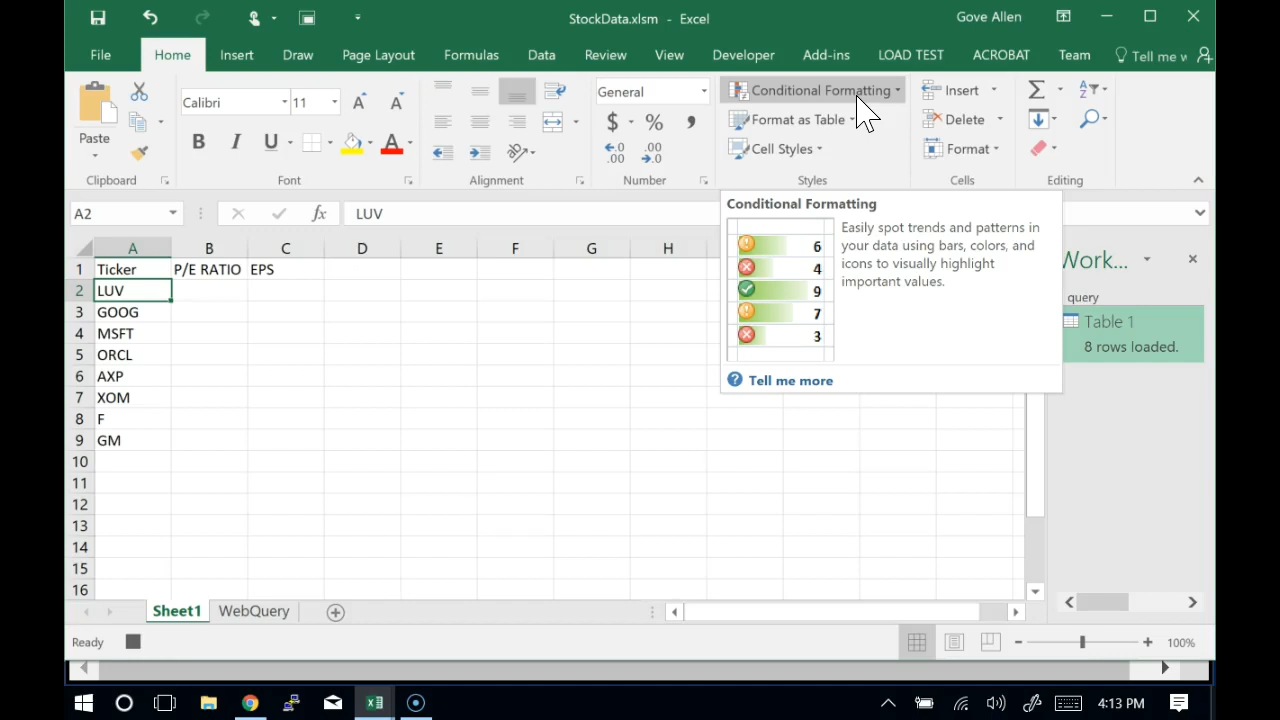 StockData.xlsm - Excel
Gove Allen
File Home Insert Draw Page Layout Formulas Data Review View Developer Add-ins LOAD TEST ACROBAT Team Tell me w
Paste
Calibri 11
B I U A
General
$ % ,
Conditional Formatting
Format as Table
Cell Styles
Insert
Delete
Format
Clipboard Font Alignment Number Styles Cells Editing
A2 fx LUV
Conditional Formatting
Easily spot trends and patterns in
your data using bars, colors, and
icons to visually highlight
important values.
6
4
9
7
3
Tell me more
A B C D E F G H
1 Ticker P/E RATIO EPS
2 LUV
3 GOOG
4 MSFT
5 ORCL
6 AXP
7 XOM
8 F
9 GM
10
11
12
13
14
15
16
Work...
query
Table 1
8 rows loaded.
Sheet1 WebQuery
Ready
100%
4:13 PM